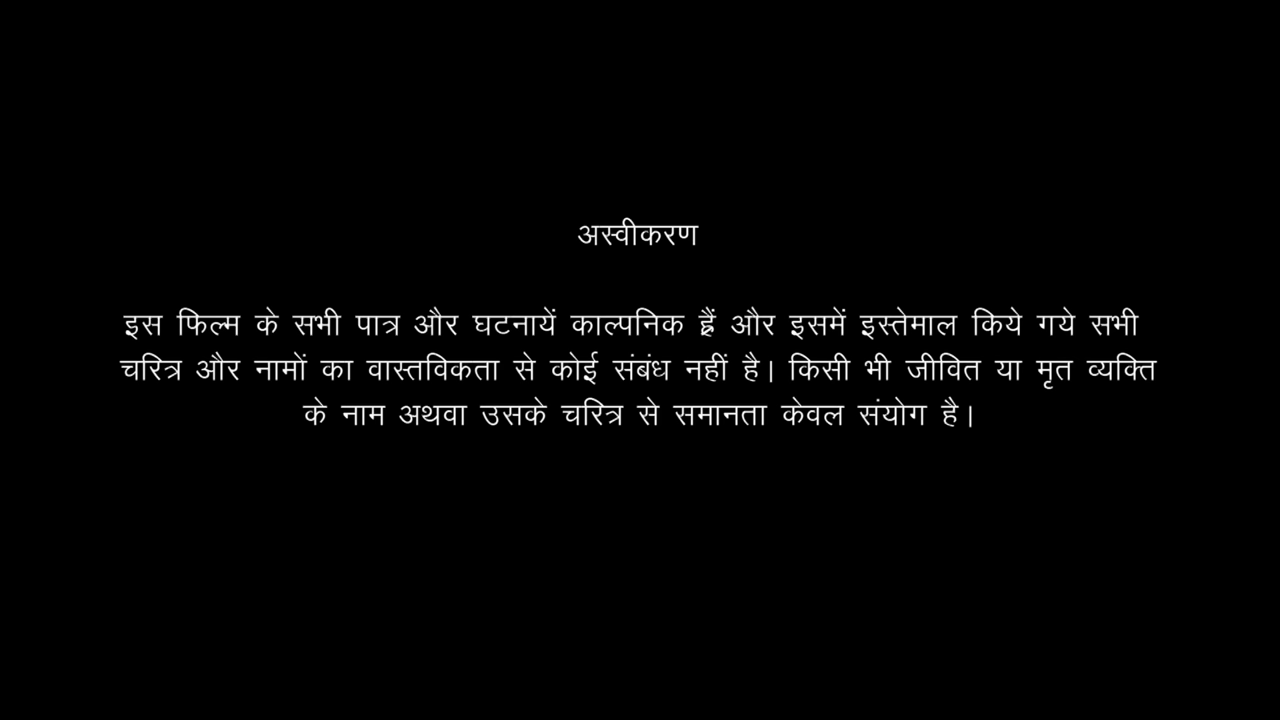 अस्वीकरण
इस फिल्म के सभी पात्र और घटनायें काल्पनिक हैं और इसमें इस्तेमाल किये गये सभी
चरित्र और नामों का वास्तविकता से कोई संबंध नहीं है। किसी भी जीवित या मृत व्यक्ति
के नाम अथवा उसके चरित्र से समानता केवल संयोग है।